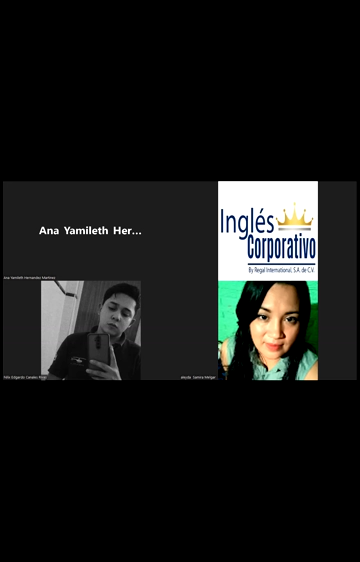 Ana Yamileth Her...
Inglés
Corporativo
By Regal International, S.A. de C.V.
Ana Yamileth Hernandez Martinez